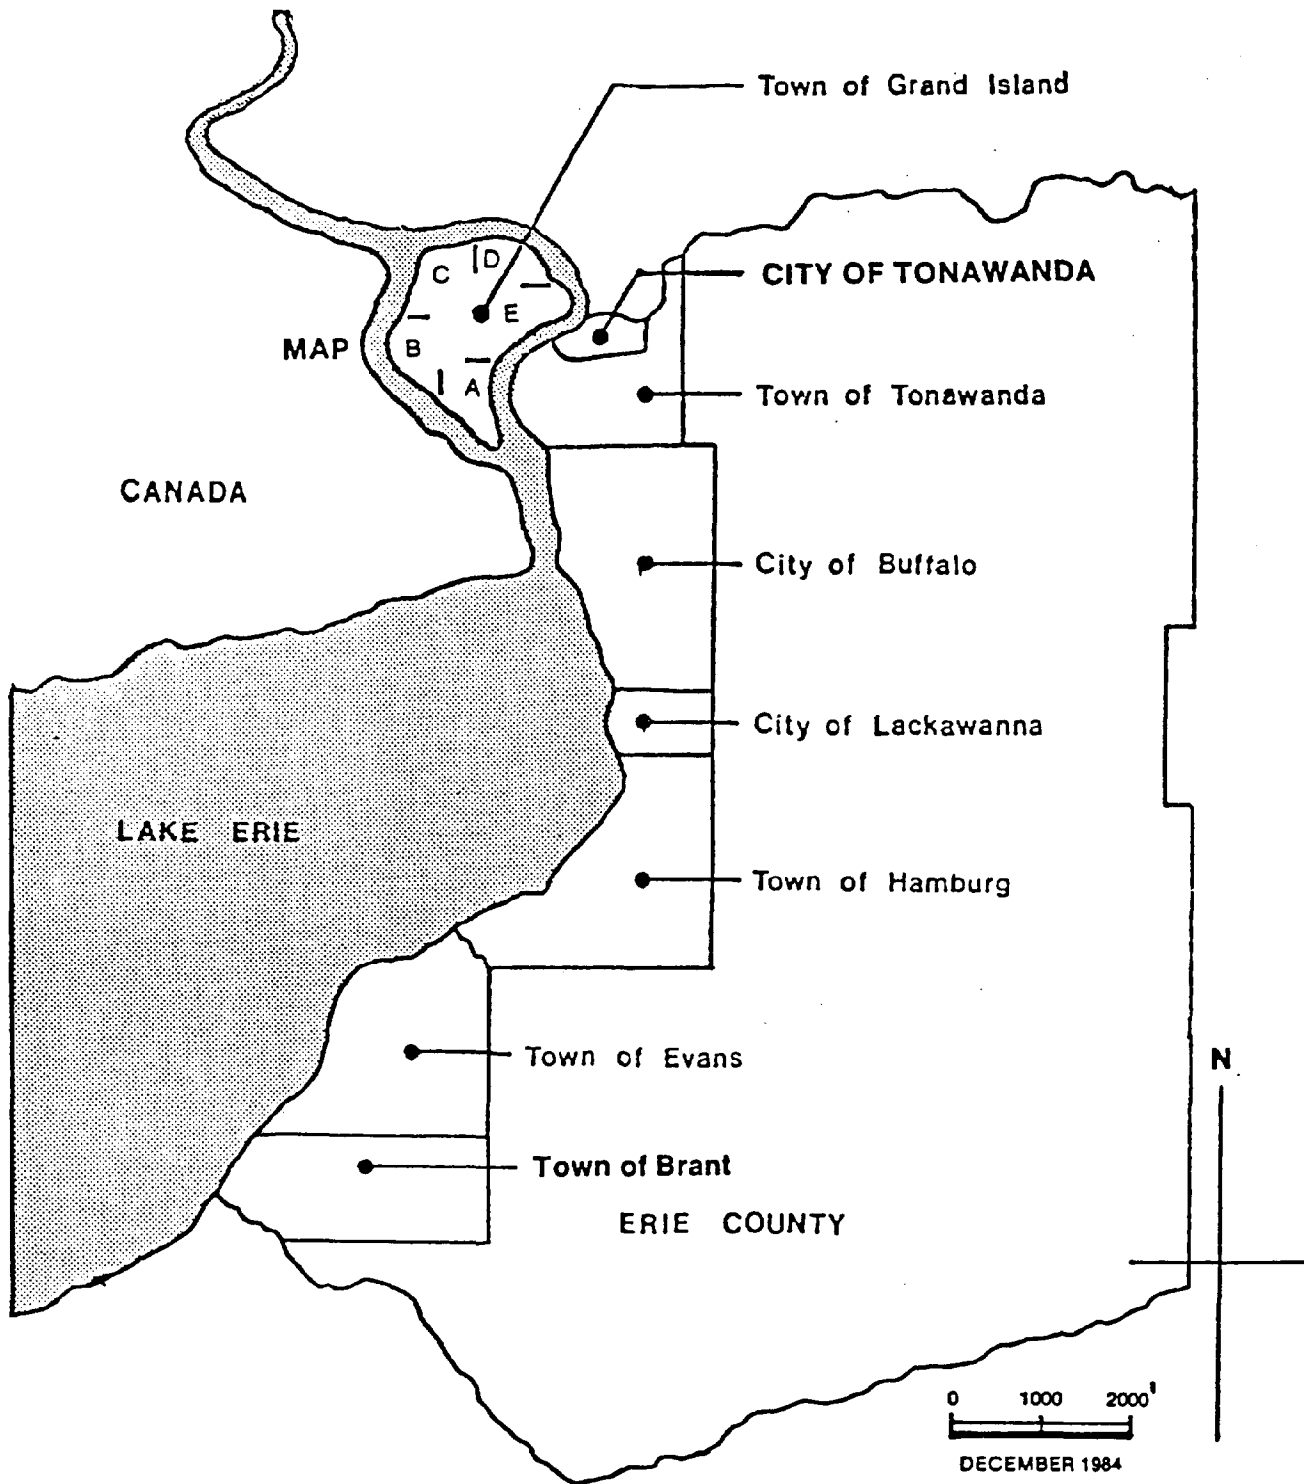 Town of Grand Island
CITY OF TONAWANDA
C
D
E
MAP
B
A
Town of Tonawanda
CANADA
City of Buffalo
City of Lackawanna
LAKE ERIE
Town of Hamburg
Town of Evans
N
Town of Brant
ERIE COUNTY
0 1000 2000'
DECEMBER 1984